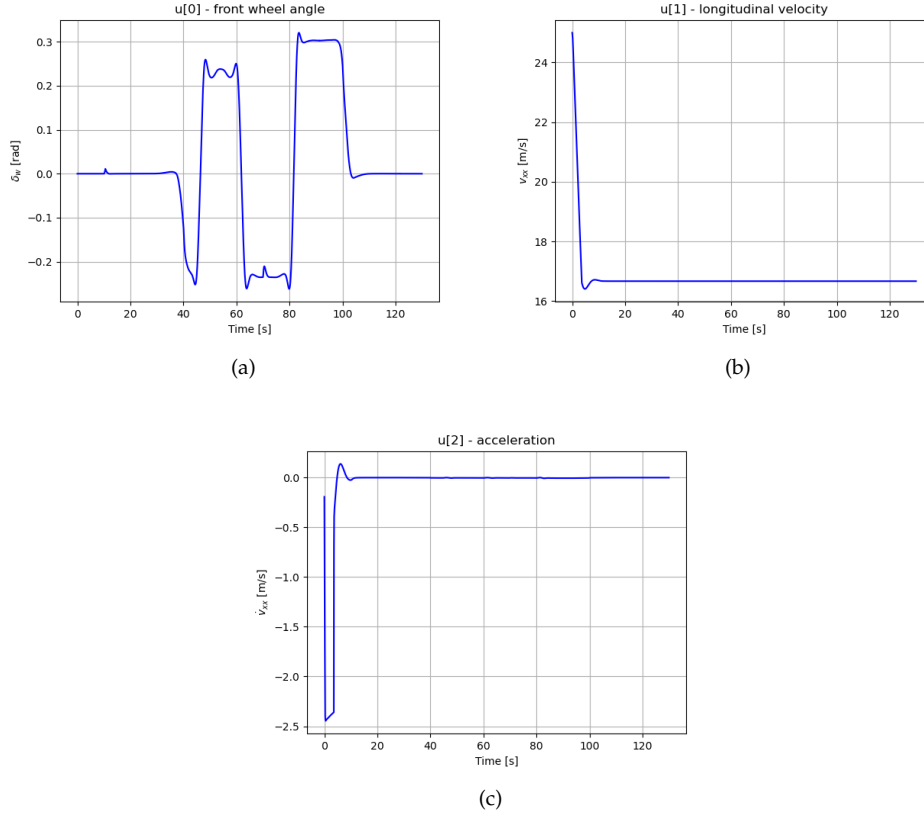 u[0] - front wheel angle
0.3
0.2
0.1
0.0
−0.1
−0.2
δw [rad]
0 20 40 60 80 100 120
Time [s]
(a)
u[1] - longitudinal velocity
24
22
20
18
16
vxx [m/s]
0 20 40 60 80 100 120
Time [s]
(b)
u[2] - acceleration
0.0
−0.5
−1.0
−1.5
−2.0
−2.5
v̇xx [m/s]
0 20 40 60 80 100 120
Time [s]
(c)